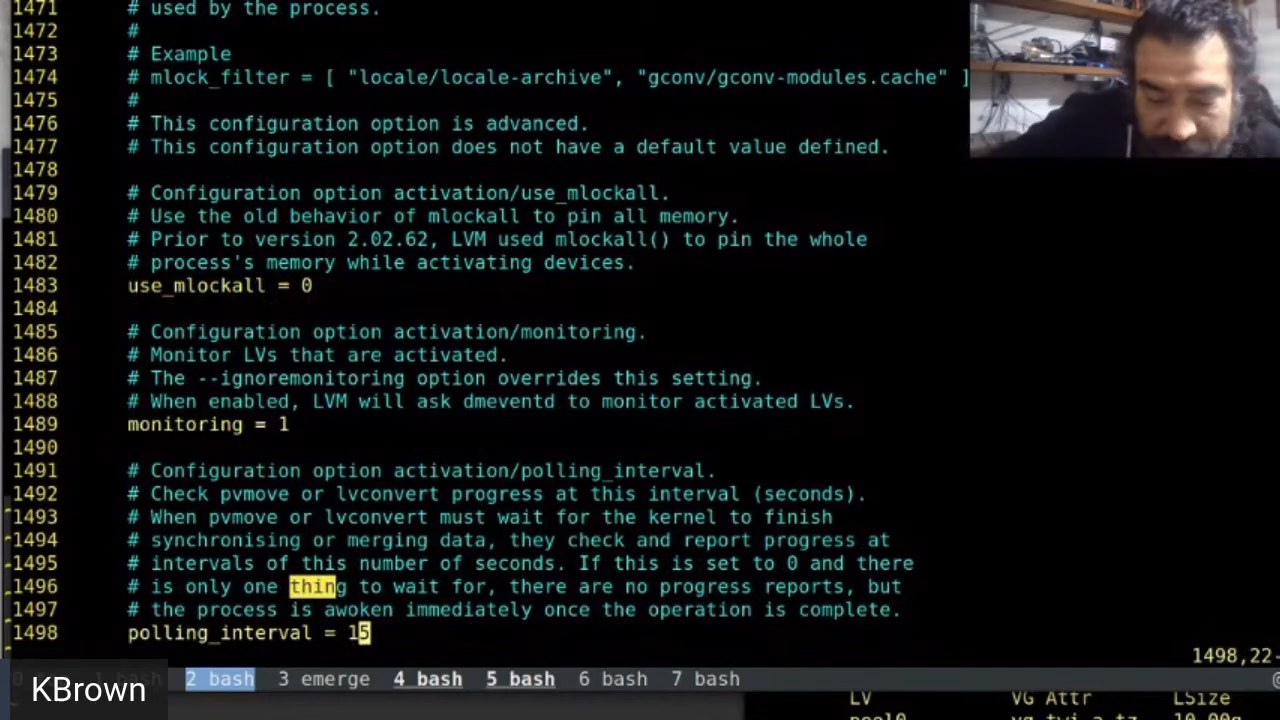 1471 # used by the process.
1472 #
1473 # Example
1474 # mlock_filter = [ "locale/locale-archive", "gconv/gconv-modules.cache" ]
1475 #
1476 # This configuration option is advanced.
1477 # This configuration option does not have a default value defined.
1478
1479 # Configuration option activation/use_mlockall.
1480 # Use the old behavior of mlockall to pin all memory.
1481 # Prior to version 2.02.62, LVM used mlockall() to pin the whole
1482 # process's memory while activating devices.
1483 use_mlockall = 0
1484
1485 # Configuration option activation/monitoring.
1486 # Monitor LVs that are activated.
1487 # The --ignoremonitoring option overrides this setting.
1488 # When enabled, LVM will ask dmeventd to monitor activated LVs.
1489 monitoring = 1
1490
1491 # Configuration option activation/polling_interval.
1492 # Check pvmove or lvconvert progress at this interval (seconds).
1493 # When pvmove or lvconvert must wait for the kernel to finish
1494 # synchronising or merging data, they check and report progress at
1495 # intervals of this number of seconds. If this is set to 0 and there
1496 # is only one thing to wait for, there are no progress reports, but
1497 # the process is awoken immediately once the operation is complete.
1498 polling_interval = 15
1498,22-
2 bash 3 emerge 4 bash 5 bash 6 bash 7 bash
KBrown
LV VG Attr LSize